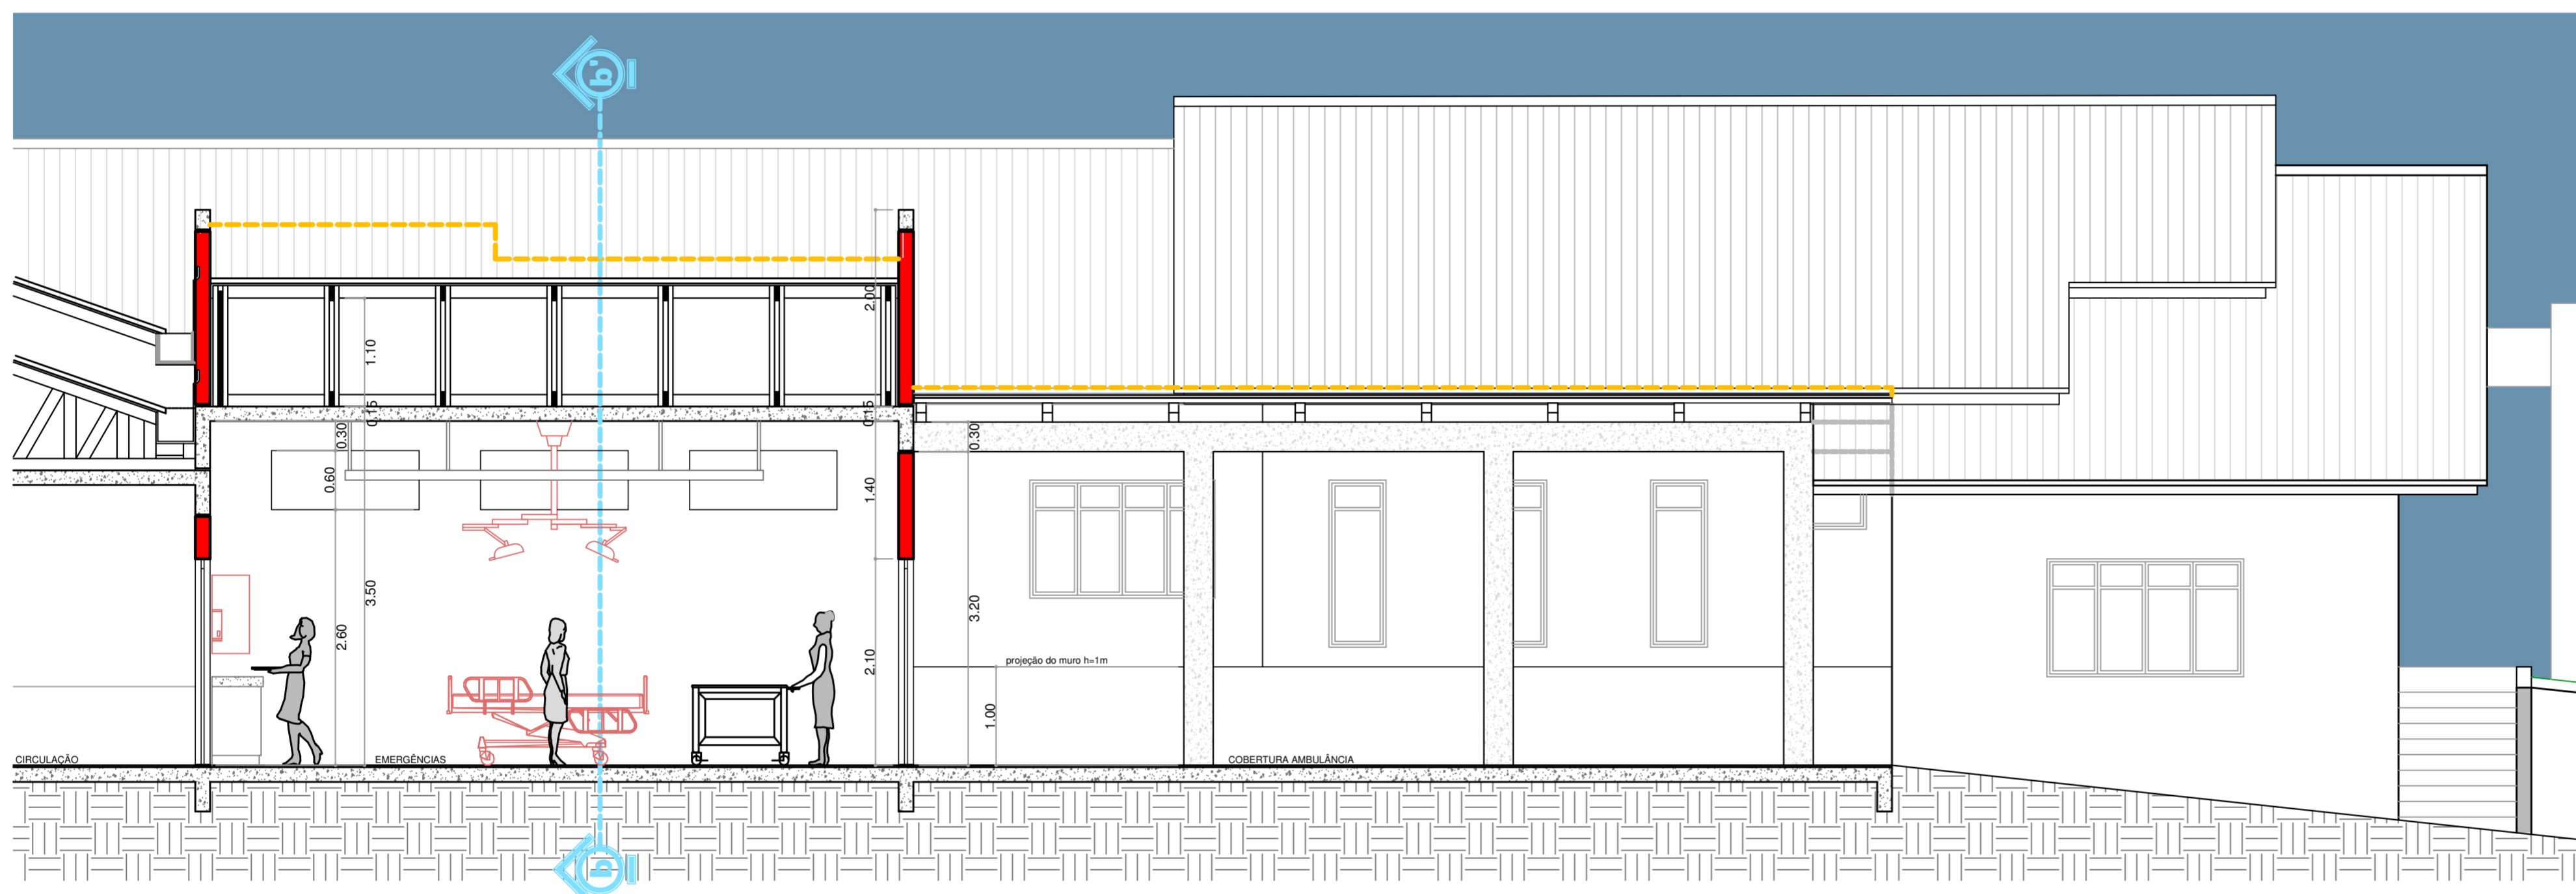 b'
2.00
1.10
0.15
0.15
0.30
0.30
0.60
1.40
3.50
3.20
2.60
2.10
projeção do muro h=1m
1.00
CIRCULAÇÃO
EMERGÊNCIAS
COBERTURA AMBULÂNCIA
b